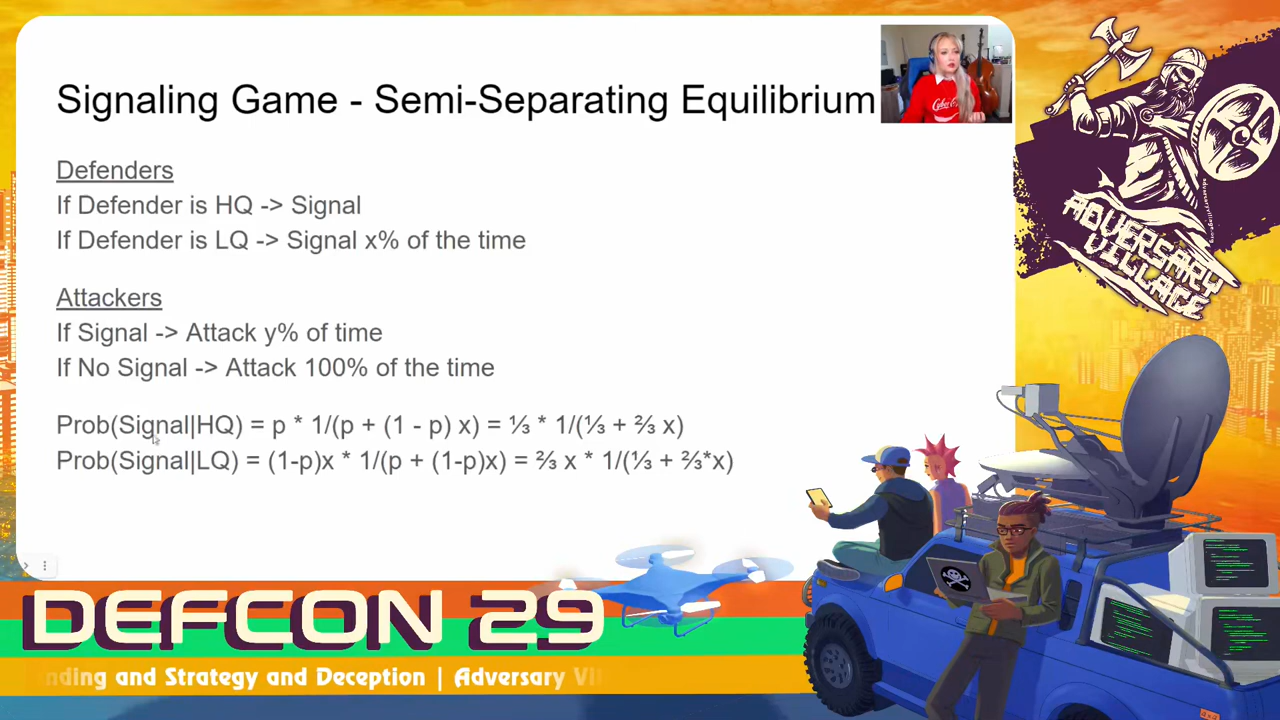 Signaling Game - Semi-Separating Equilibrium
Defenders
If Defender is HQ -> Signal
If Defender is LQ -> Signal x% of the time
Attackers
If Signal -> Attack y% of time
If No Signal -> Attack 100% of the time
Prob(Signal|HQ) = p * 1/(p + (1 - p) x) = ⅓ * 1/(⅓ + ⅔ x)
Prob(Signal|LQ) = (1-p)x * 1/(p + (1-p)x) = ⅔ x * 1/(⅓ + ⅔*x)
ADVERSARY
VILLAGE
DEFCON 29
nding and Strategy and Deception | Adversary Vi